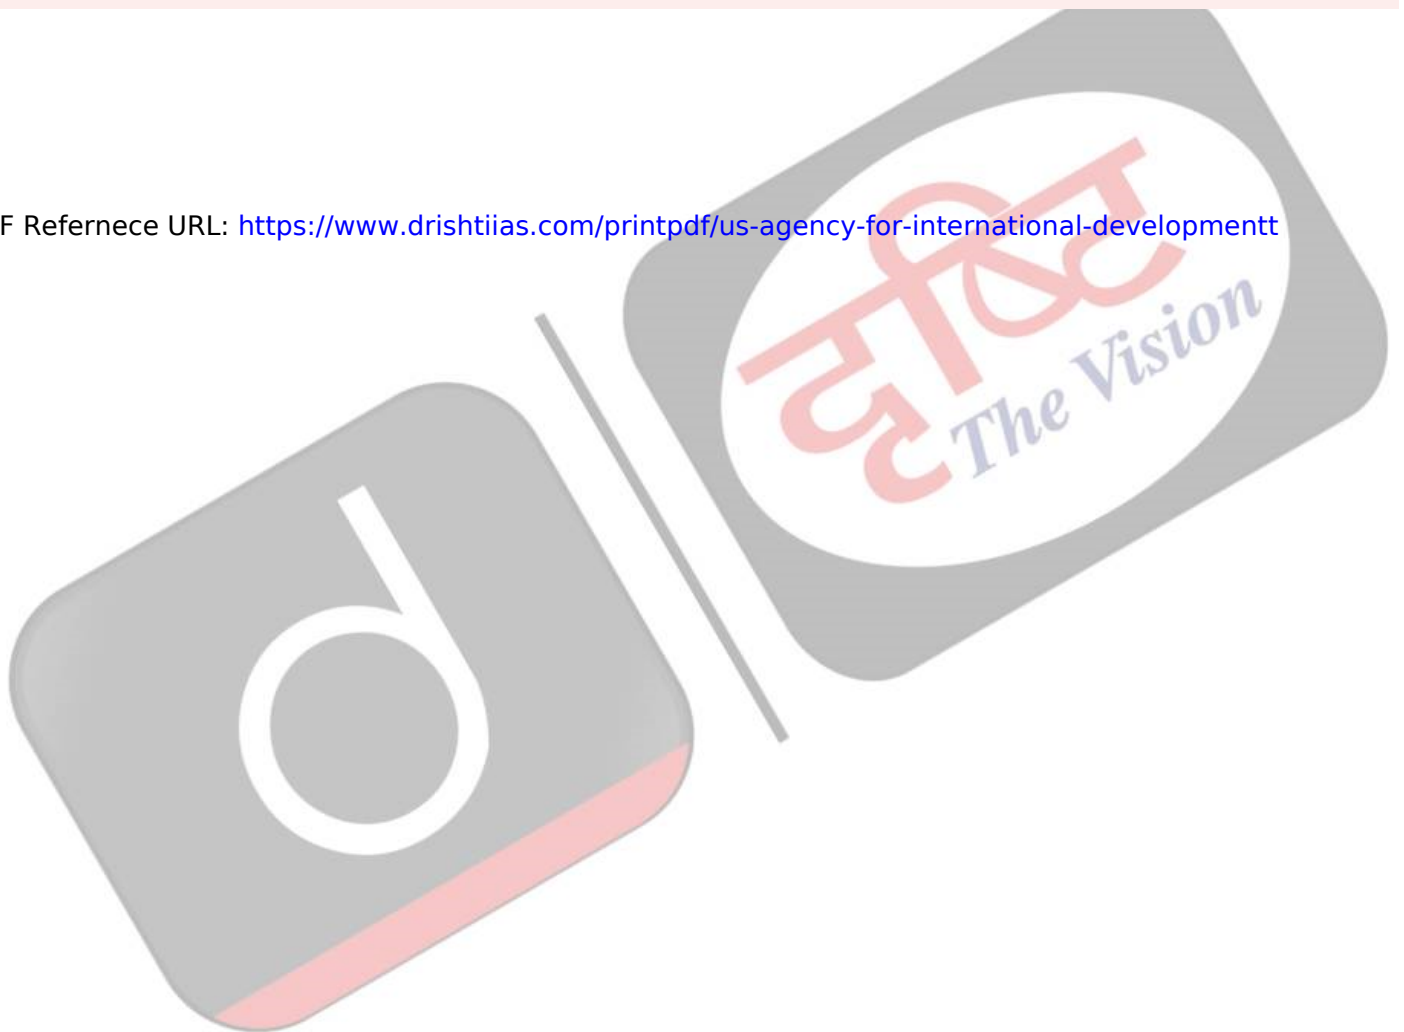 F Refernece URL: https://www.drishtiias.com/printpdf/us-agency-for-international-developmentt
दृष्टि
The Vision
d